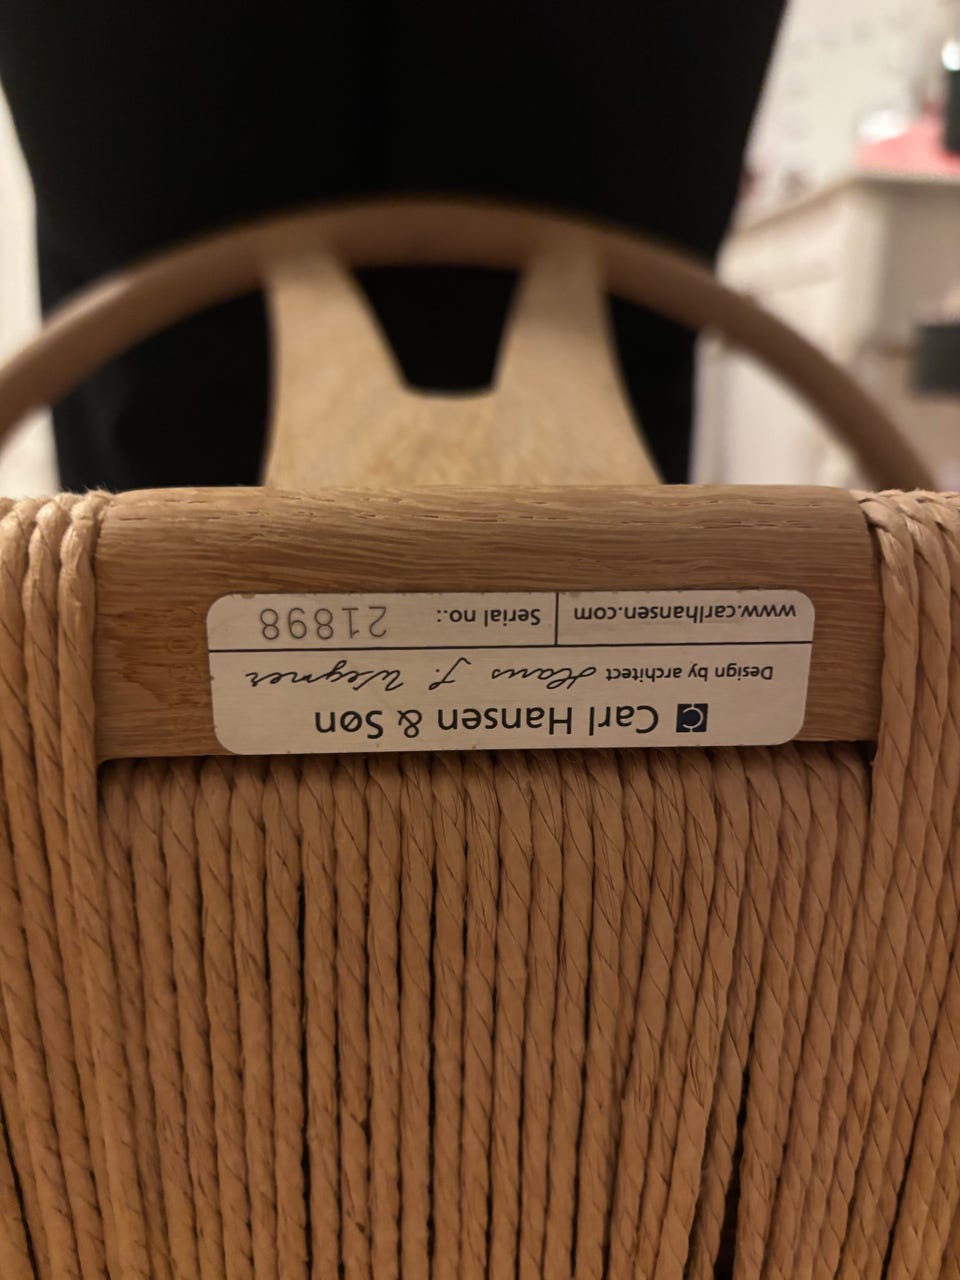 Carl Hansen & Søn
Design by architect Hans J. Wegner
www.carlhansen.com Serial no.: 21898